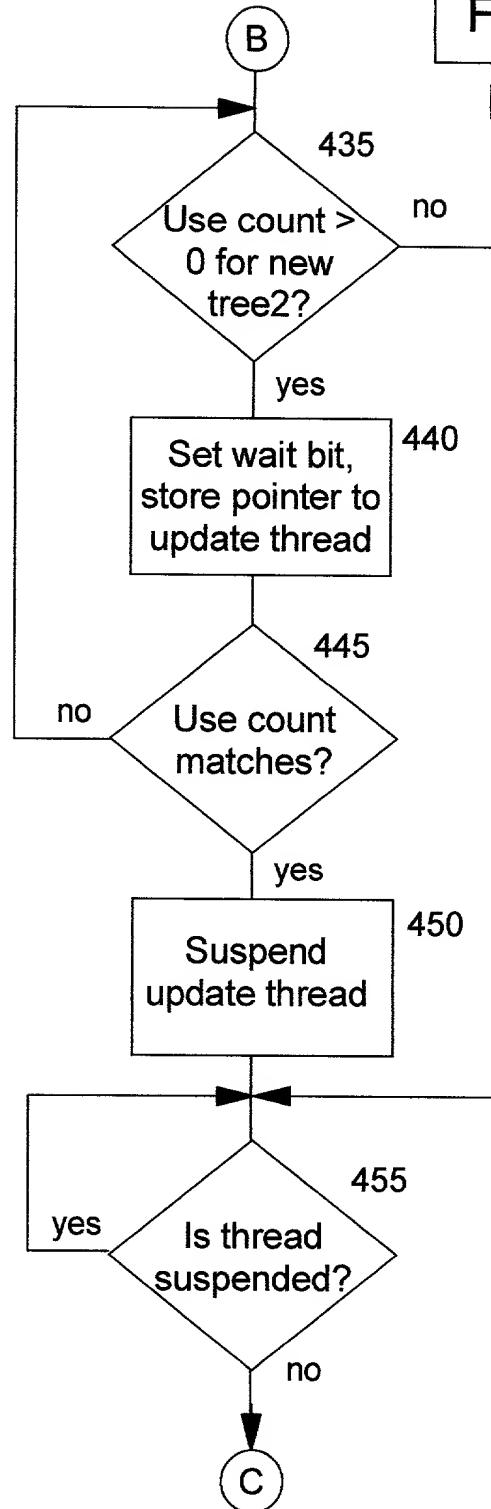 B
435
Use count >
0 for new
tree2?
no
yes
440
Set wait bit,
store pointer to
update thread
445
no
Use count
matches?
yes
450
Suspend
update thread
455
yes
Is thread
suspended?
no
C